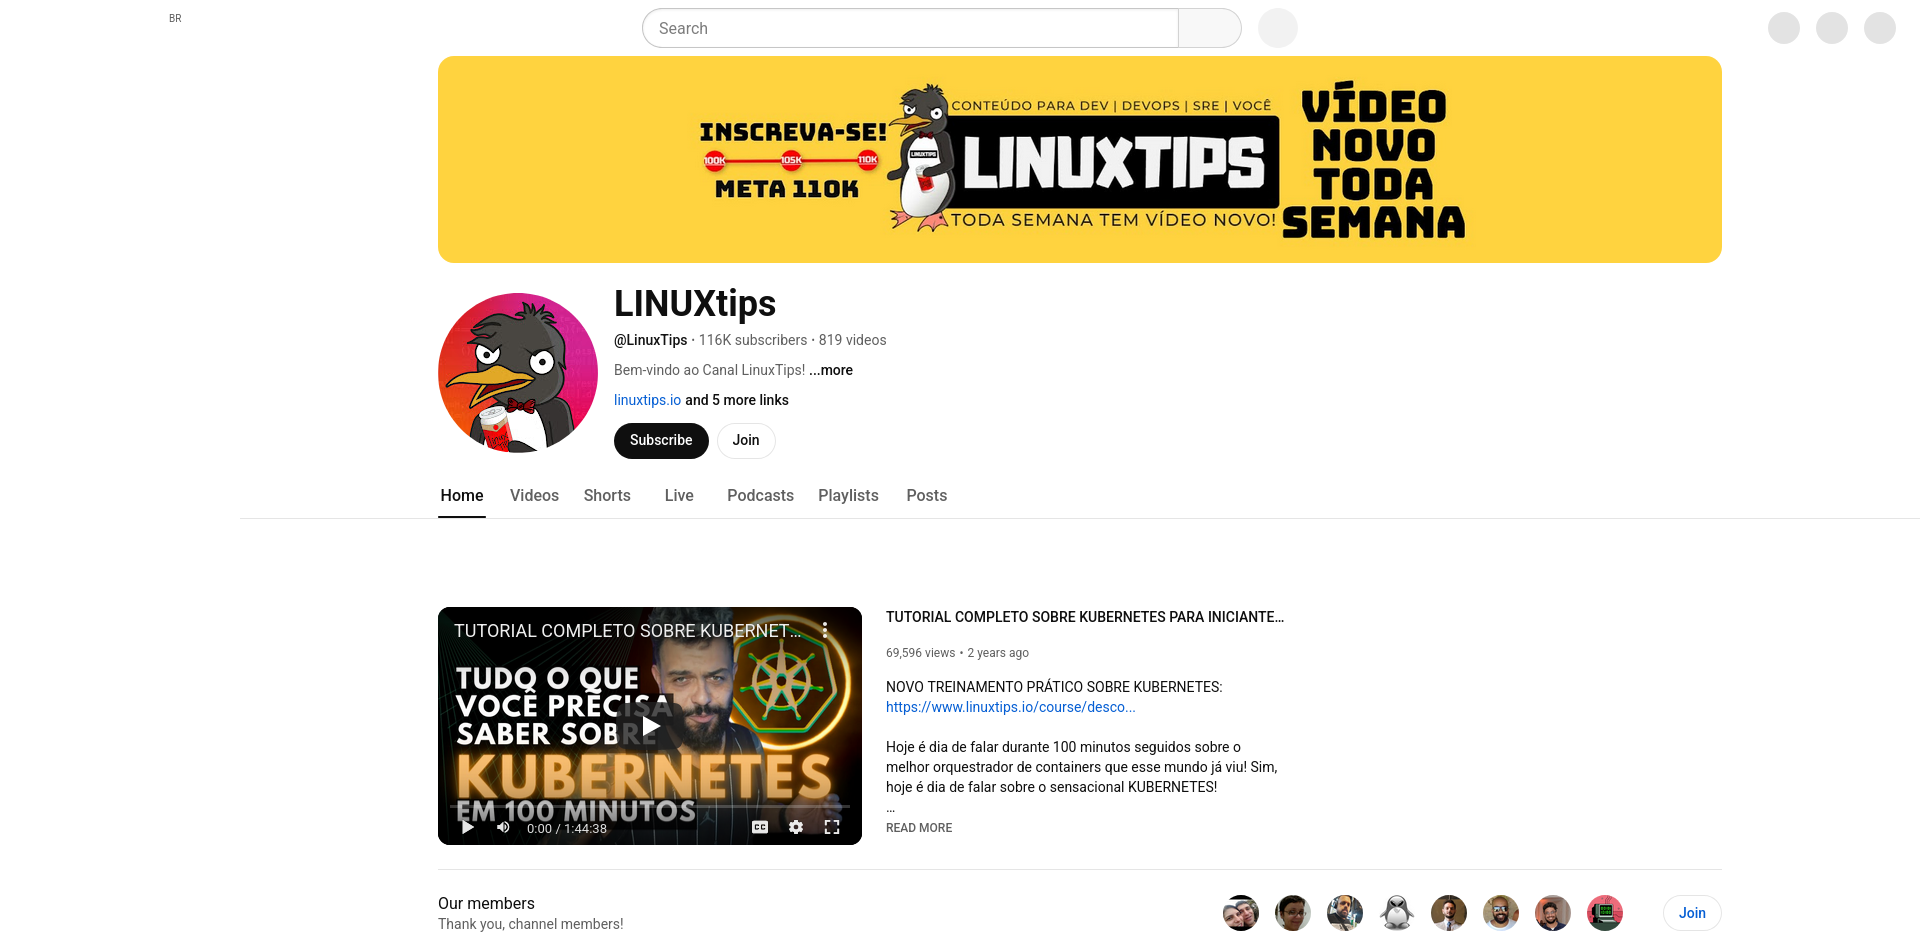 BR
Search
CONTEÚDO PARA DEV | DEVOPS | SRE | VOCÊ
INSCREVA-SE!
100K 105K 110K
META 110K
LINUXTIPS
LINUXTIPS
TODA SEMANA TEM VÍDEO NOVO!
VÍDEO
NOVO
TODA
SEMANA
LINUXtips
@LinuxTips • 116K subscribers • 819 videos
Bem-vindo ao Canal LinuxTips! ...more
linuxtips.io and 5 more links
Subscribe Join
Home Videos Shorts Live Podcasts Playlists Posts
TUTORIAL COMPLETO SOBRE KUBERNET...
TUDO O QUE
VOCÊ PRECISA
SABER SOBRE
KUBERNETES
EM 100 MINUTOS
0:00 / 1:44:38
CC
TUTORIAL COMPLETO SOBRE KUBERNETES PARA INICIANTE...
69,596 views • 2 years ago
NOVO TREINAMENTO PRÁTICO SOBRE KUBERNETES:
https://www.linuxtips.io/course/desco...
Hoje é dia de falar durante 100 minutos seguidos sobre o
melhor orquestrador de containers que esse mundo já viu! Sim,
hoje é dia de falar sobre o sensacional KUBERNETES!
...
READ MORE
Our members
Thank you, channel members!
Join